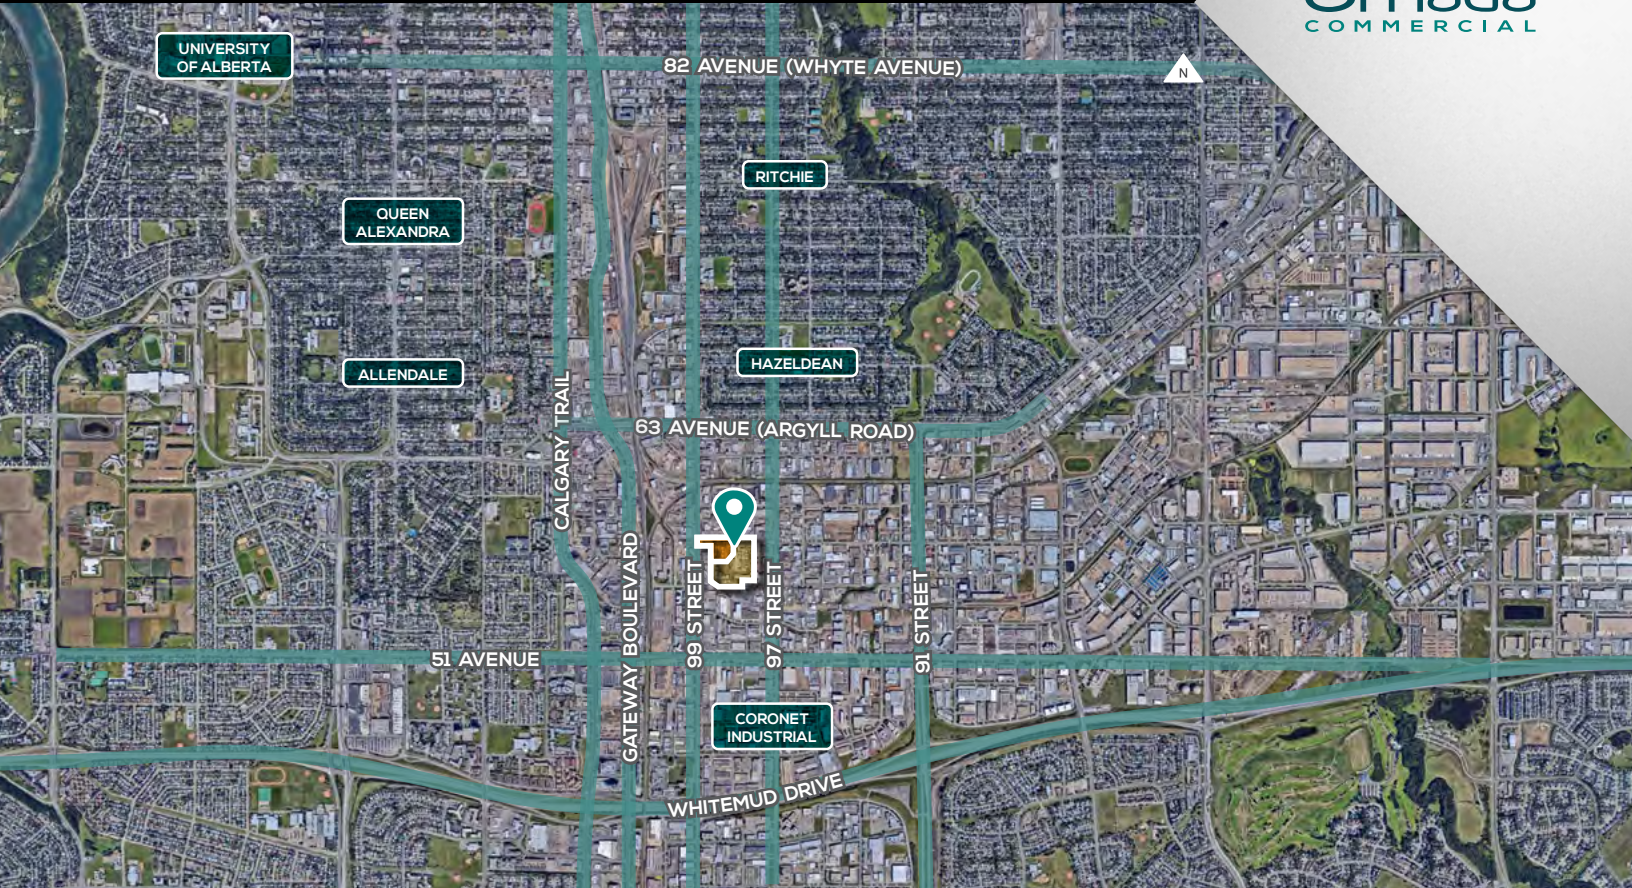 COMMERCIAL
UNIVERSITY
OF ALBERTA
82 AVENUE (WHYTE AVENUE)
N
RITCHIE
QUEEN
ALEXANDRA
HAZELDEAN
ALLENDALE
CALGARY TRAIL
63 AVENUE (ARGYLL ROAD)
GATEWAY BOULEVARD
99 STREET
97 STREET
91 STREET
51 AVENUE
CORONET
INDUSTRIAL
WHITEMUD DRIVE